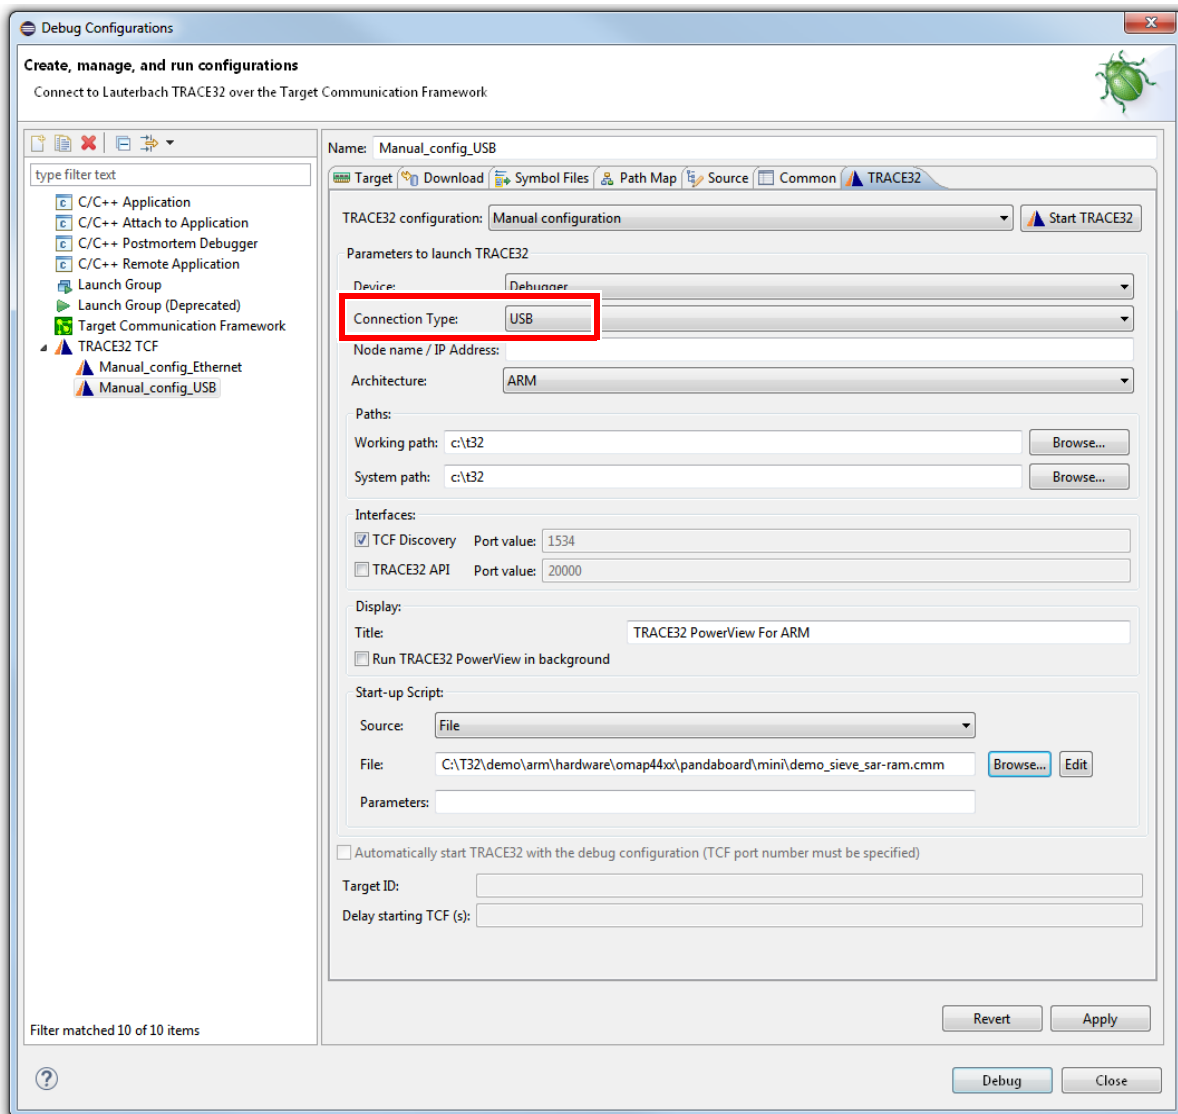 Debug Configurations
x
Create, manage, and run configurations
Connect to Lauterbach TRACE32 over the Target Communication Framework
type filter text
C/C++ Application
C/C++ Attach to Application
C/C++ Postmortem Debugger
C/C++ Remote Application
Launch Group
Launch Group (Deprecated)
Target Communication Framework
TRACE32 TCF
Manual_config_Ethernet
Manual_config_USB
Filter matched 10 of 10 items
Name: Manual_config_USB
Target Download Symbol Files Path Map Source Common TRACE32
TRACE32 configuration: Manual configuration Start TRACE32
Parameters to launch TRACE32
Device: Debugger
Connection Type: USB
Node name / IP Address:
Architecture: ARM
Paths:
Working path: c:\t32 Browse...
System path: c:\t32 Browse...
Interfaces:
TCF Discovery Port value: 1534
TRACE32 API Port value: 20000
Display:
Title: TRACE32 PowerView For ARM
Run TRACE32 PowerView in background
Start-up Script:
Source: File
File: C:\T32\demo\arm\hardware\omap44xx\pandaboard\mini\demo_sieve_sar-ram.cmm Browse... Edit
Parameters:
Automatically start TRACE32 with the debug configuration (TCF port number must be specified)
Target ID:
Delay starting TCF (s):
Revert Apply
? Debug Close